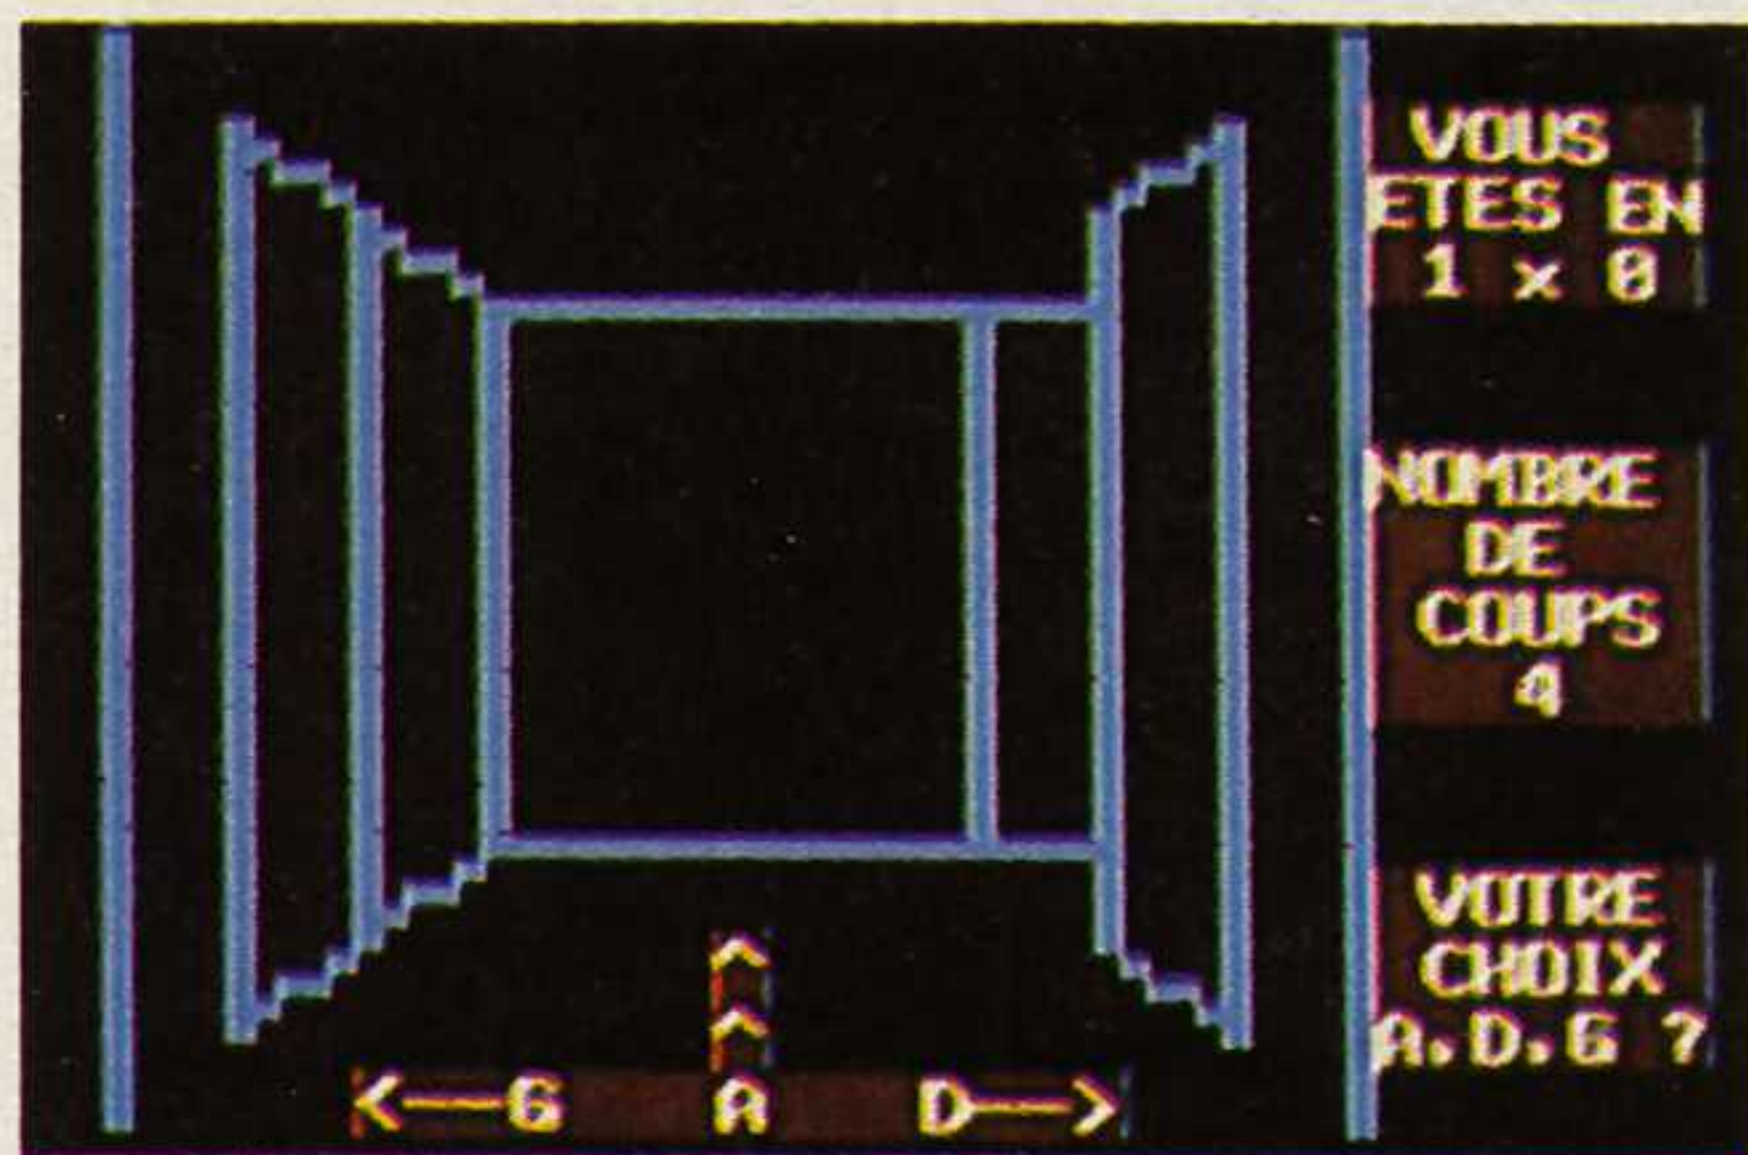 VOUS
ETES EN
1 x 0
NOMBRE
DE
COUPS
4
VOTRE
CHOIX
A.D.G ?
^
^
<—G A D—>